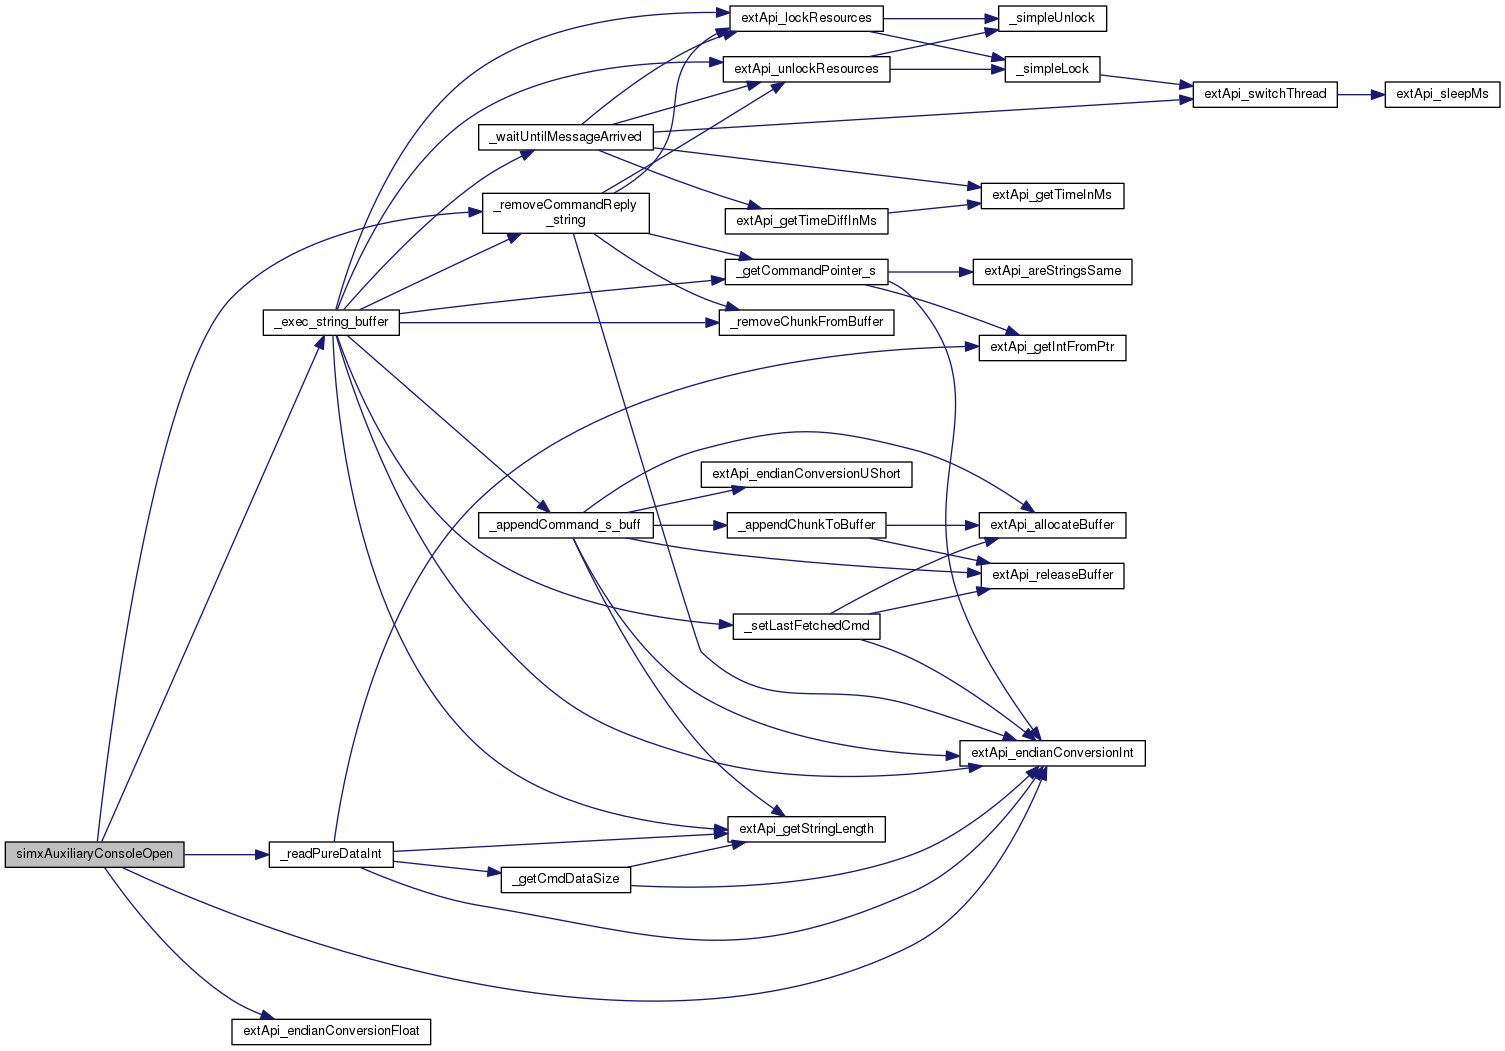 extApi_lockResources
_simpleUnlock
extApi_unlockResources
_simpleLock
extApi_switchThread
extApi_sleepMs
_waitUntilMessageArrived
extApi_getTimeInMs
_removeCommandReply
_string
extApi_getTimeDiffInMs
_getCommandPointer_s
extApi_areStringsSame
_exec_string_buffer
_removeChunkFromBuffer
extApi_getIntFromPtr
extApi_endianConversionUShort
_appendCommand_s_buff
_appendChunkToBuffer
extApi_allocateBuffer
extApi_releaseBuffer
_setLastFetchedCmd
extApi_endianConversionInt
extApi_getStringLength
simxAuxiliaryConsoleOpen
_readPureDataInt
_getCmdDataSize
extApi_endianConversionFloat